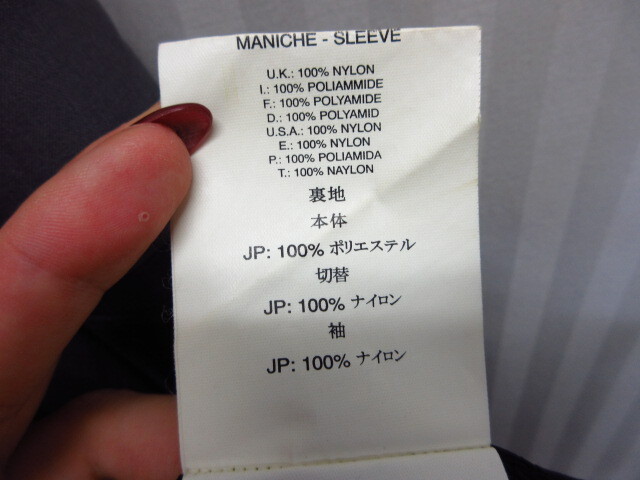 MANICHE - SLEEVE
U.K.: 100% NYLON
I.: 100% POLIAMMIDE
F.: 100% POLYAMIDE
D.: 100% POLYAMID
U.S.A.: 100% NYLON
E.: 100% NYLON
P.: 100% POLIAMIDA
T.: 100% NAYLON
裏地
本体
JP: 100% ポリエステル
切替
JP: 100% ナイロン
袖
JP: 100% ナイロン